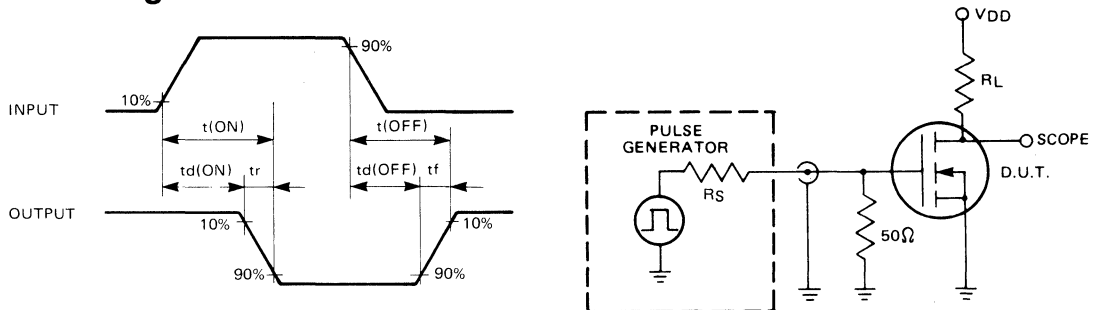 INPUT
10%
90%
t(ON)
t(OFF)
td(ON)
tr
td(OFF)
tf
OUTPUT
10%
90%
10%
90%
PULSE
GENERATOR
RS
50Ω
VDD
RL
SCOPE
D.U.T.